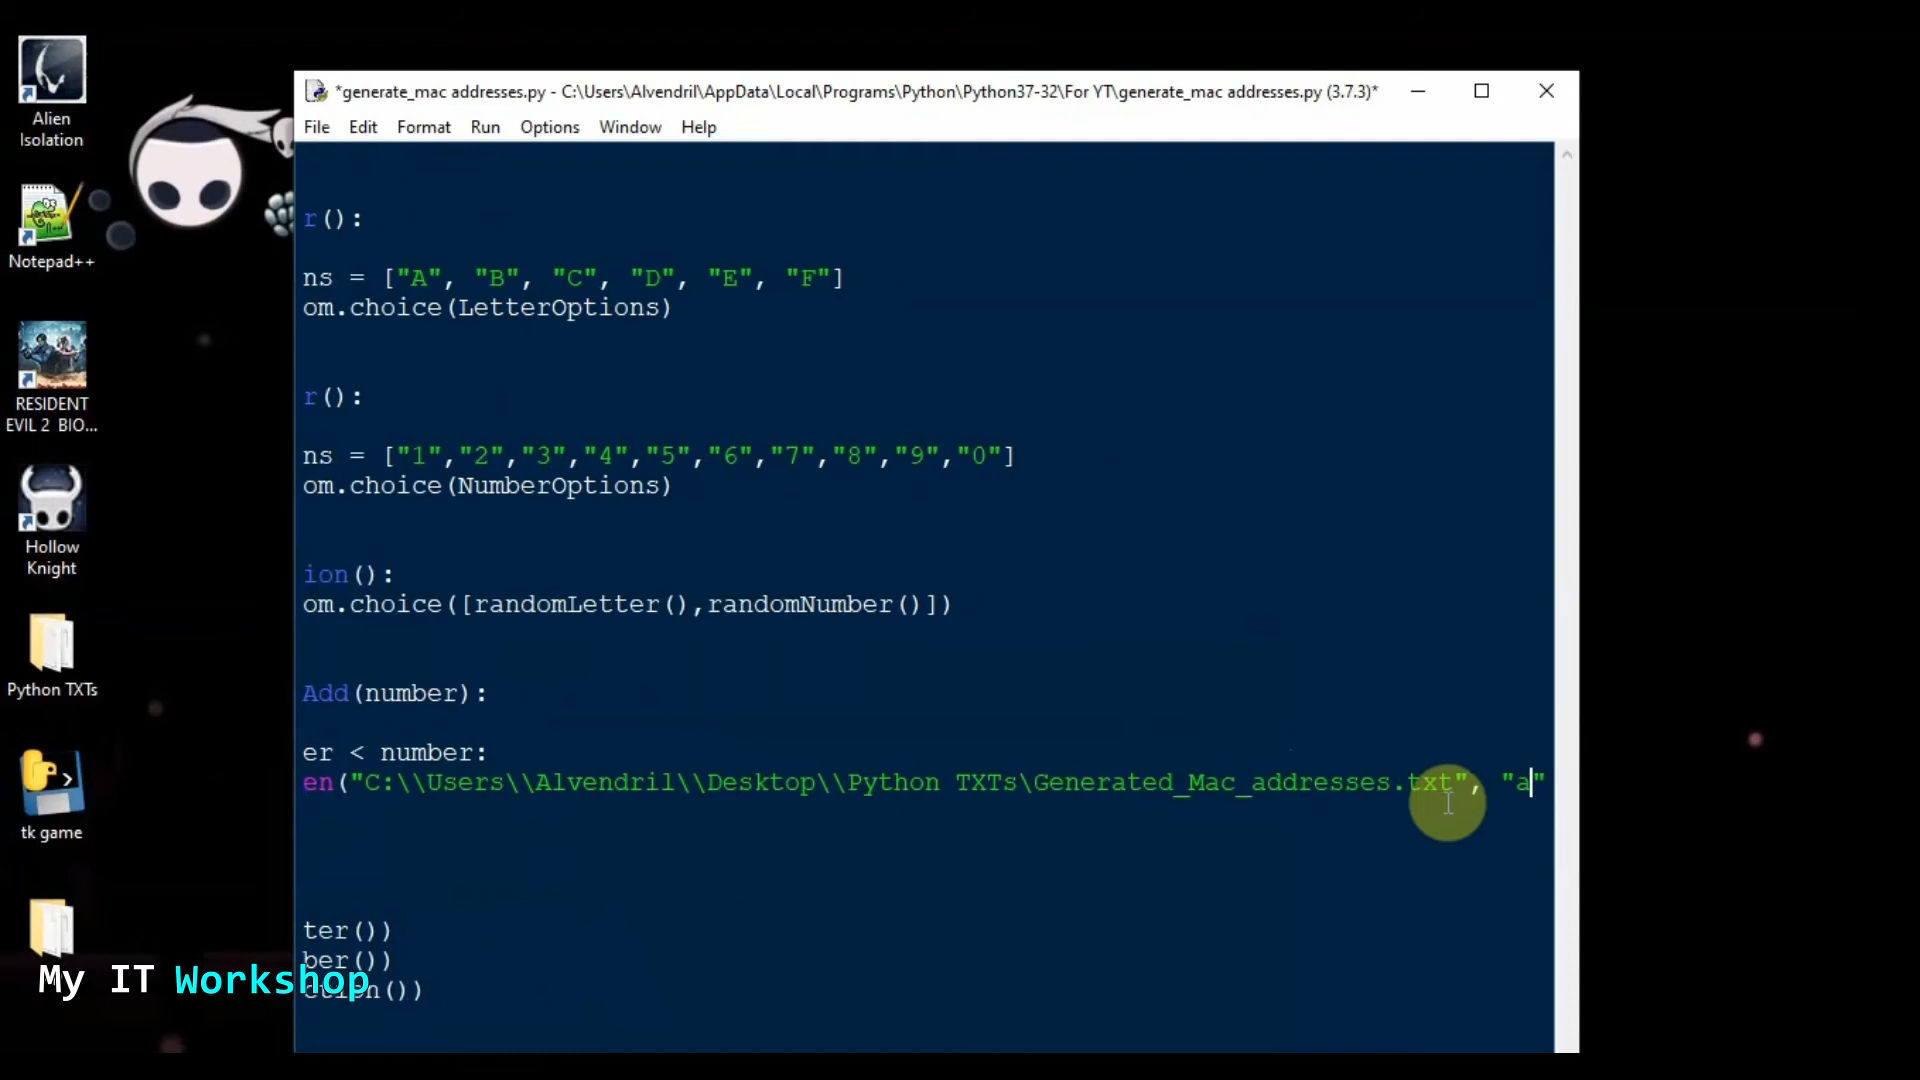 Alien
Isolation
Notepad++
RESIDENT
EVIL 2 BIO...
Hollow
Knight
Python TXTs
tk game
*generate_mac addresses.py - C:\Users\Alvendril\AppData\Local\Programs\Python\Python37-32\For YT\generate_mac addresses.py (3.7.3)*
File Edit Format Run Options Window Help
r():
ns = ["A", "B", "C", "D", "E", "F"]
om.choice(LetterOptions)
r():
ns = ["1","2","3","4","5","6","7","8","9","0"]
om.choice(NumberOptions)
ion():
om.choice([randomLetter(),randomNumber()])
Add(number):
er < number:
en("C:\\Users\\Alvendril\\Desktop\\Python TXTs\Generated_Mac_addresses.txt", "a"
ter())
ber())
ction())
My IT Workshop